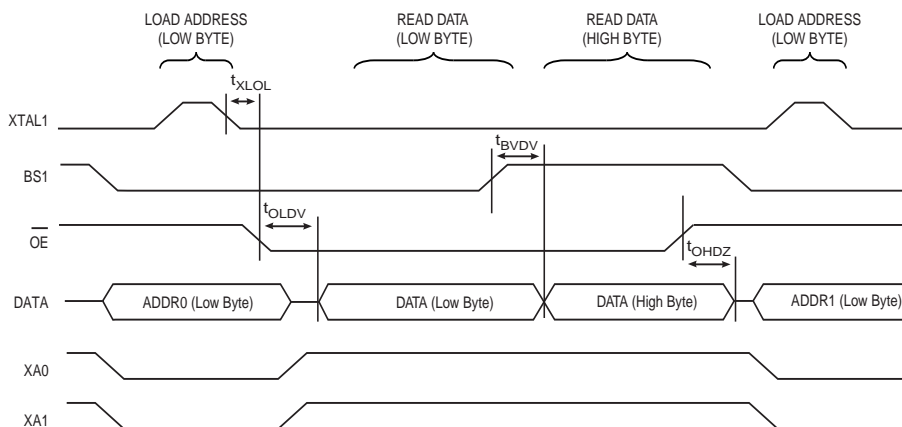 LOAD ADDRESS
(LOW BYTE)
READ DATA
(LOW BYTE)
READ DATA
(HIGH BYTE)
LOAD ADDRESS
(LOW BYTE)
tXLOL
XTAL1
tBVDV
BS1
tOLDV
OE
tOHDZ
DATA
ADDR0 (Low Byte)
DATA (Low Byte)
DATA (High Byte)
ADDR1 (Low Byte)
XA0
XA1